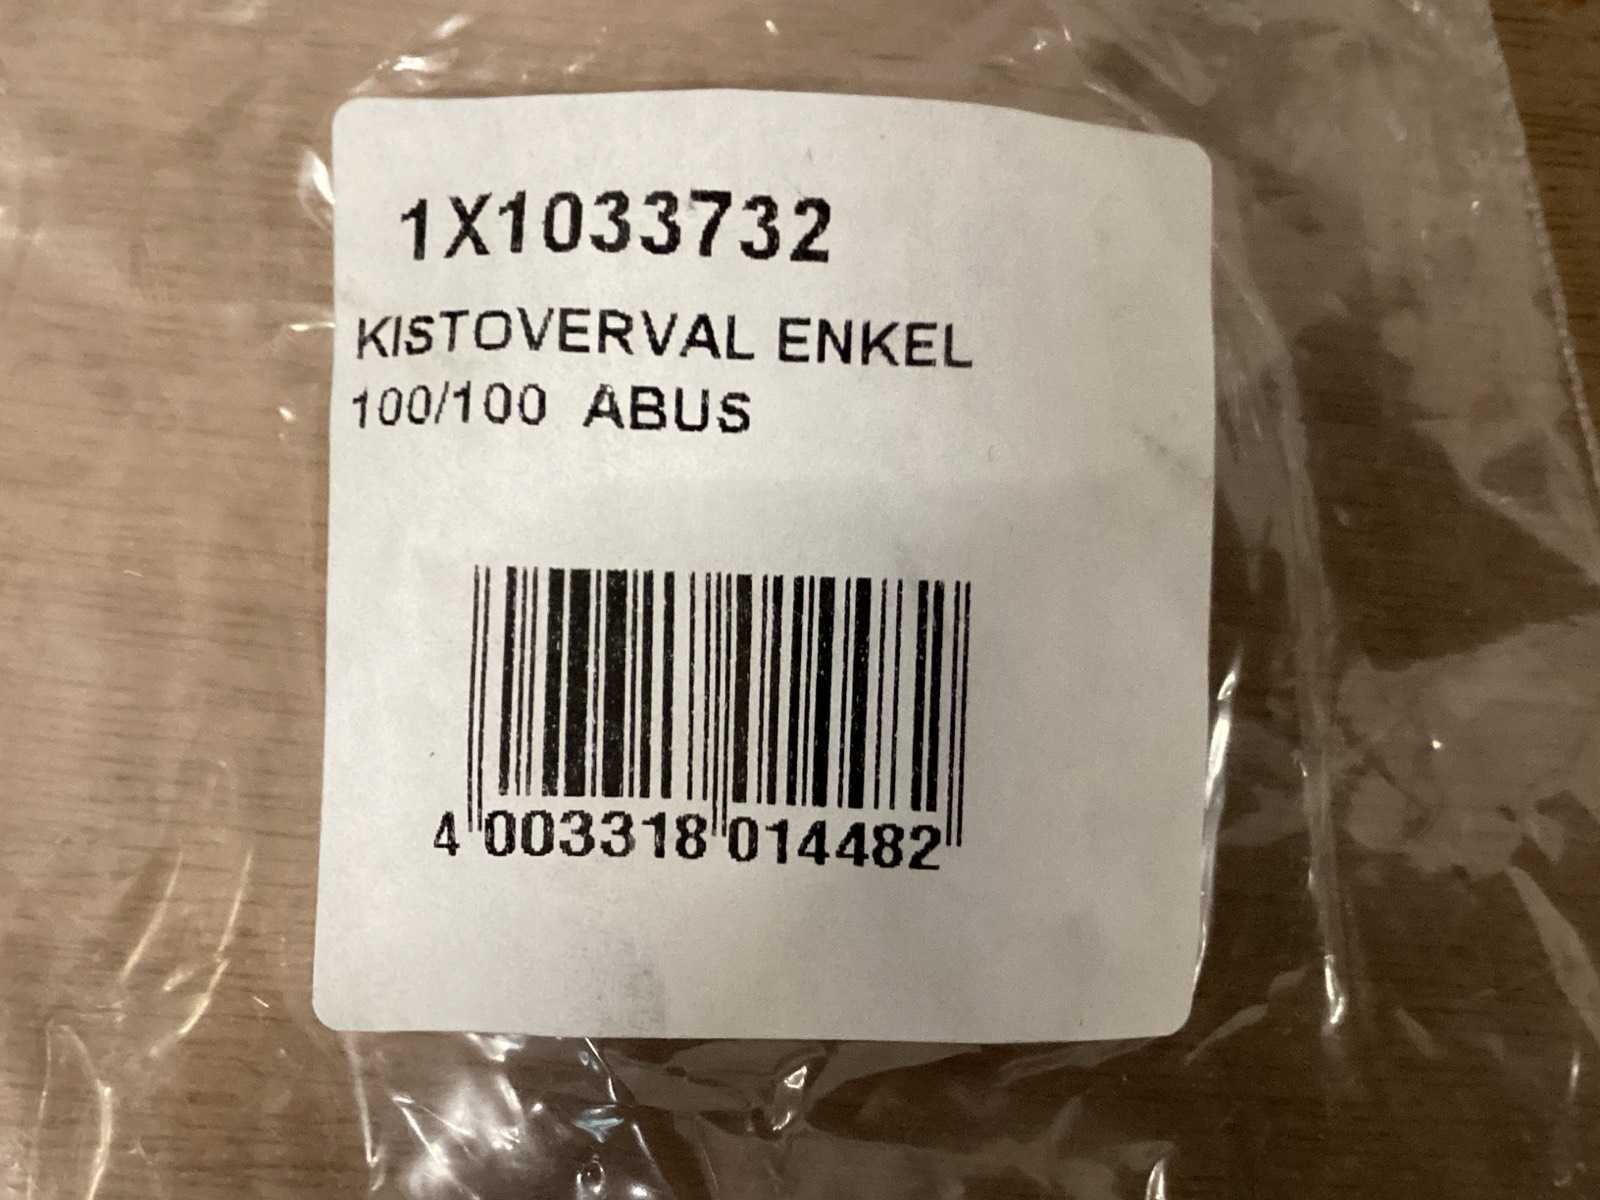 1X1033732
KISTOVERVAL ENKEL
100/100 ABUS
4 003318 014482